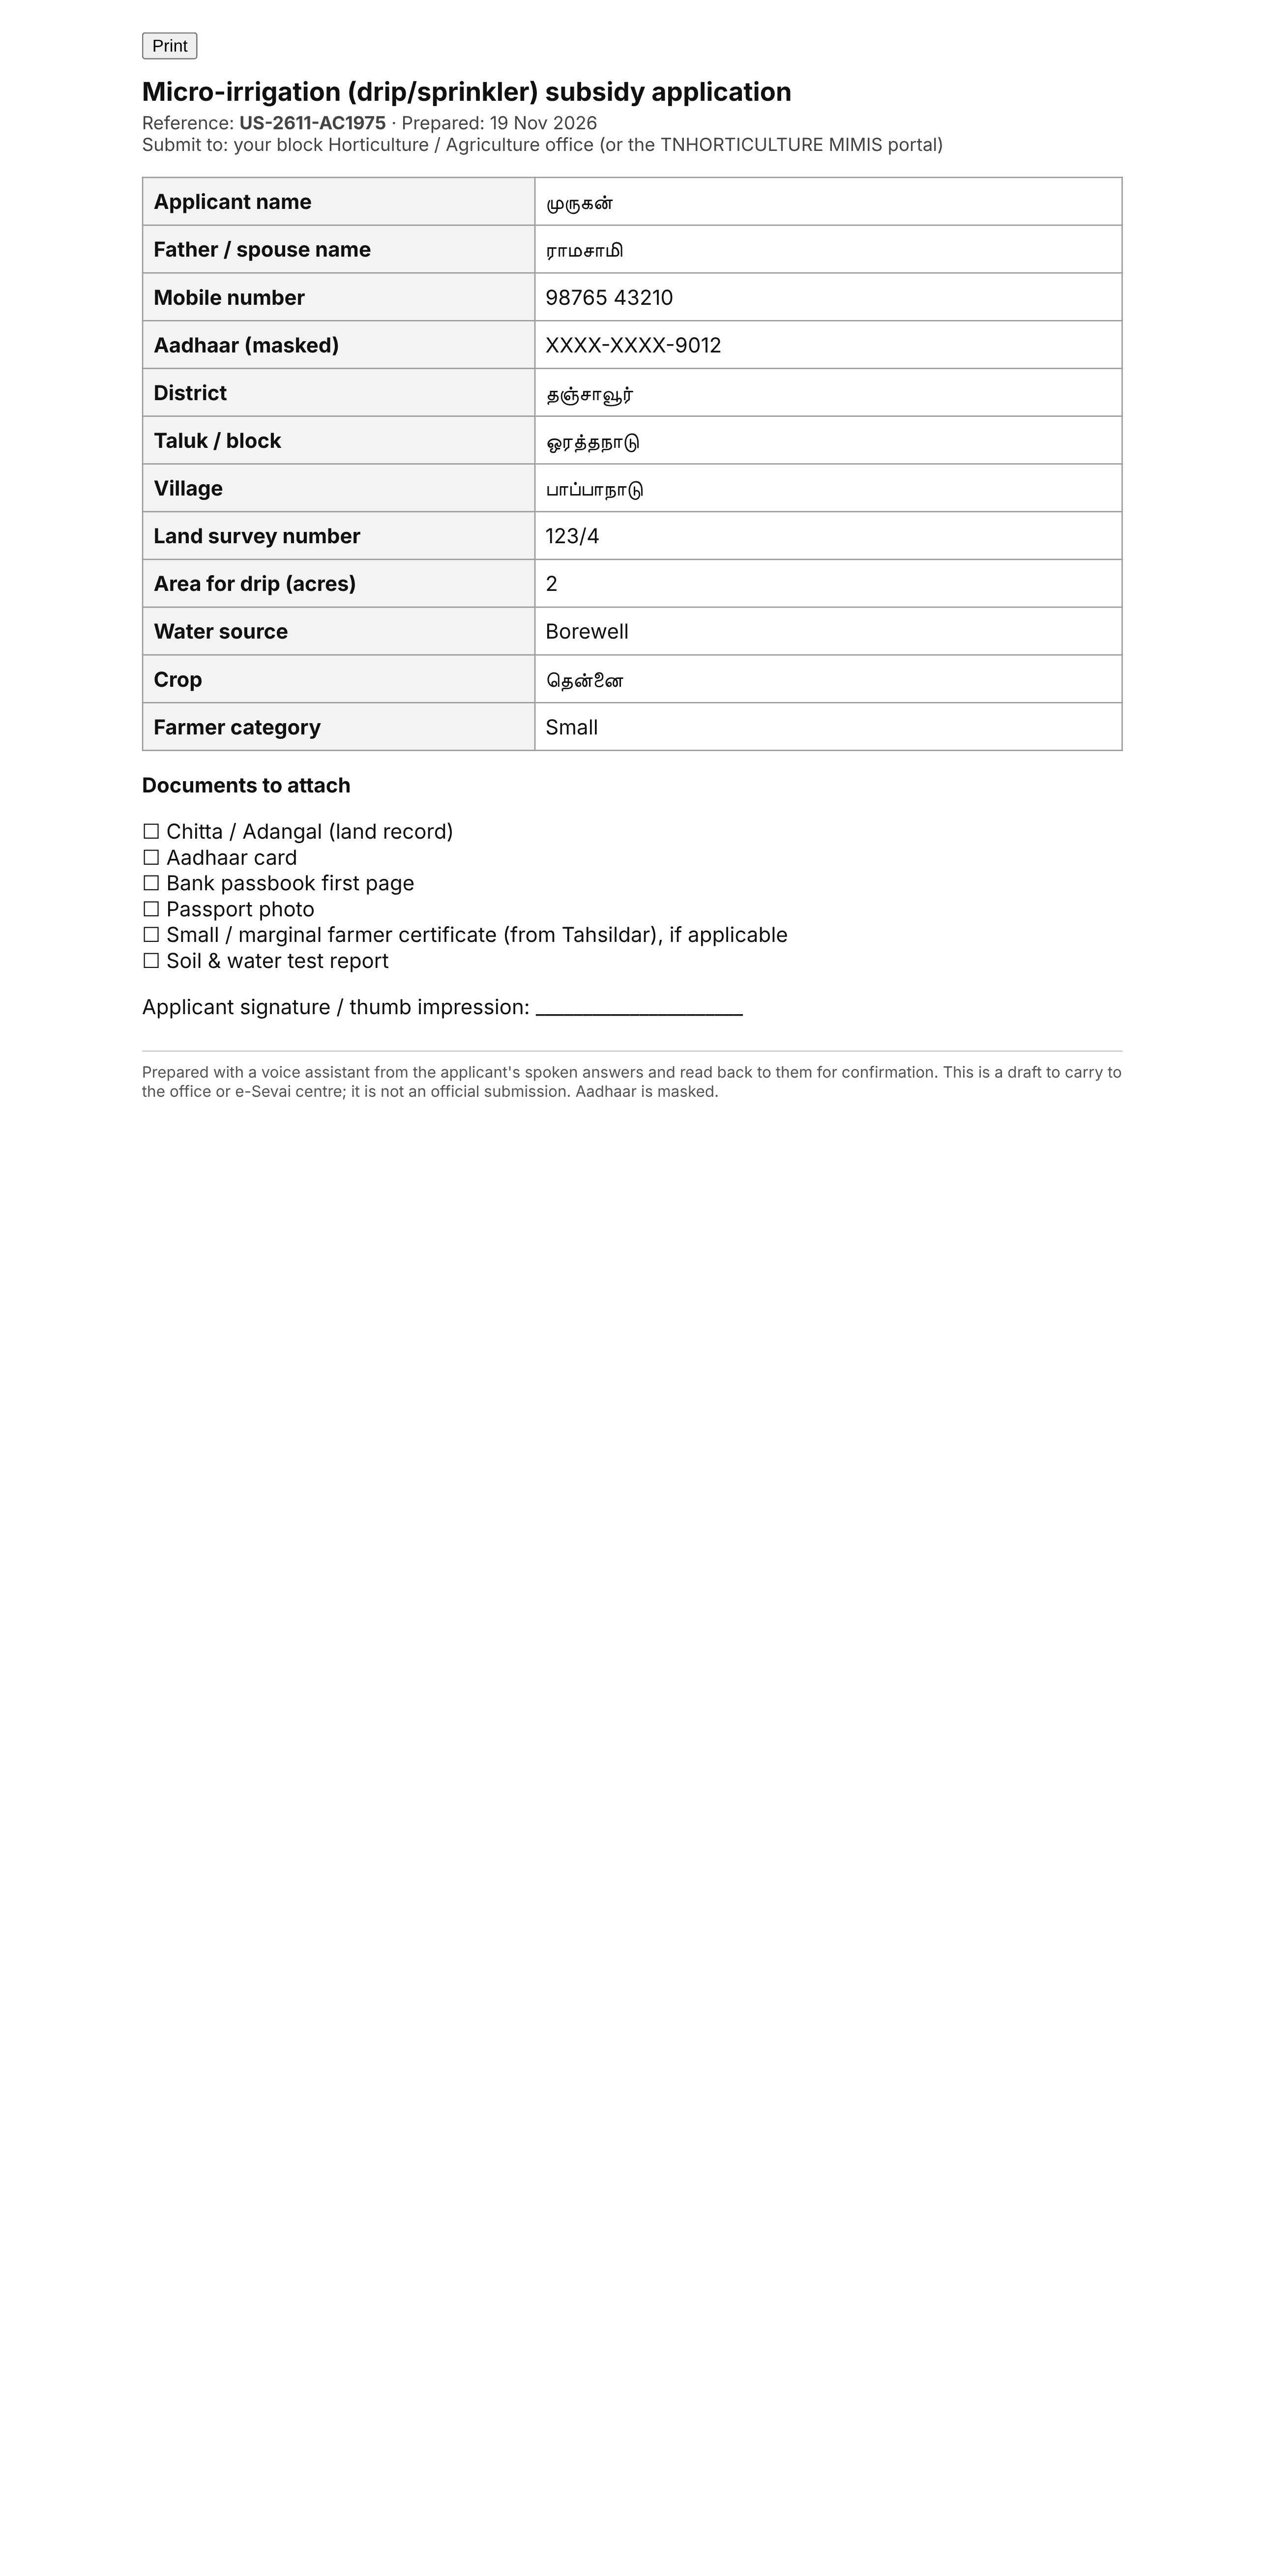 Print
Micro-irrigation (drip/sprinkler) subsidy application
Reference: US-2611-AC1975 · Prepared: 19 Nov 2026
Submit to: your block Horticulture / Agriculture office (or the TNHORTICULTURE MIMIS portal)
Applicant name முருகன்
Father / spouse name ராமசாமி
Mobile number 98765 43210
Aadhaar (masked) XXXX-XXXX-9012
District தஞ்சாவூர்
Taluk / block ஒரத்தநாடு
Village பாப்பாநாடு
Land survey number 123/4
Area for drip (acres) 2
Water source Borewell
Crop தென்னை
Farmer category Small
Documents to attach
☐ Chitta / Adangal (land record)
☐ Aadhaar card
☐ Bank passbook first page
☐ Passport photo
☐ Small / marginal farmer certificate (from Tahsildar), if applicable
☐ Soil & water test report
Applicant signature / thumb impression: ____________________
Prepared with a voice assistant from the applicant's spoken answers and read back to them for confirmation. This is a draft to carry to
the office or e-Sevai centre; it is not an official submission. Aadhaar is masked.